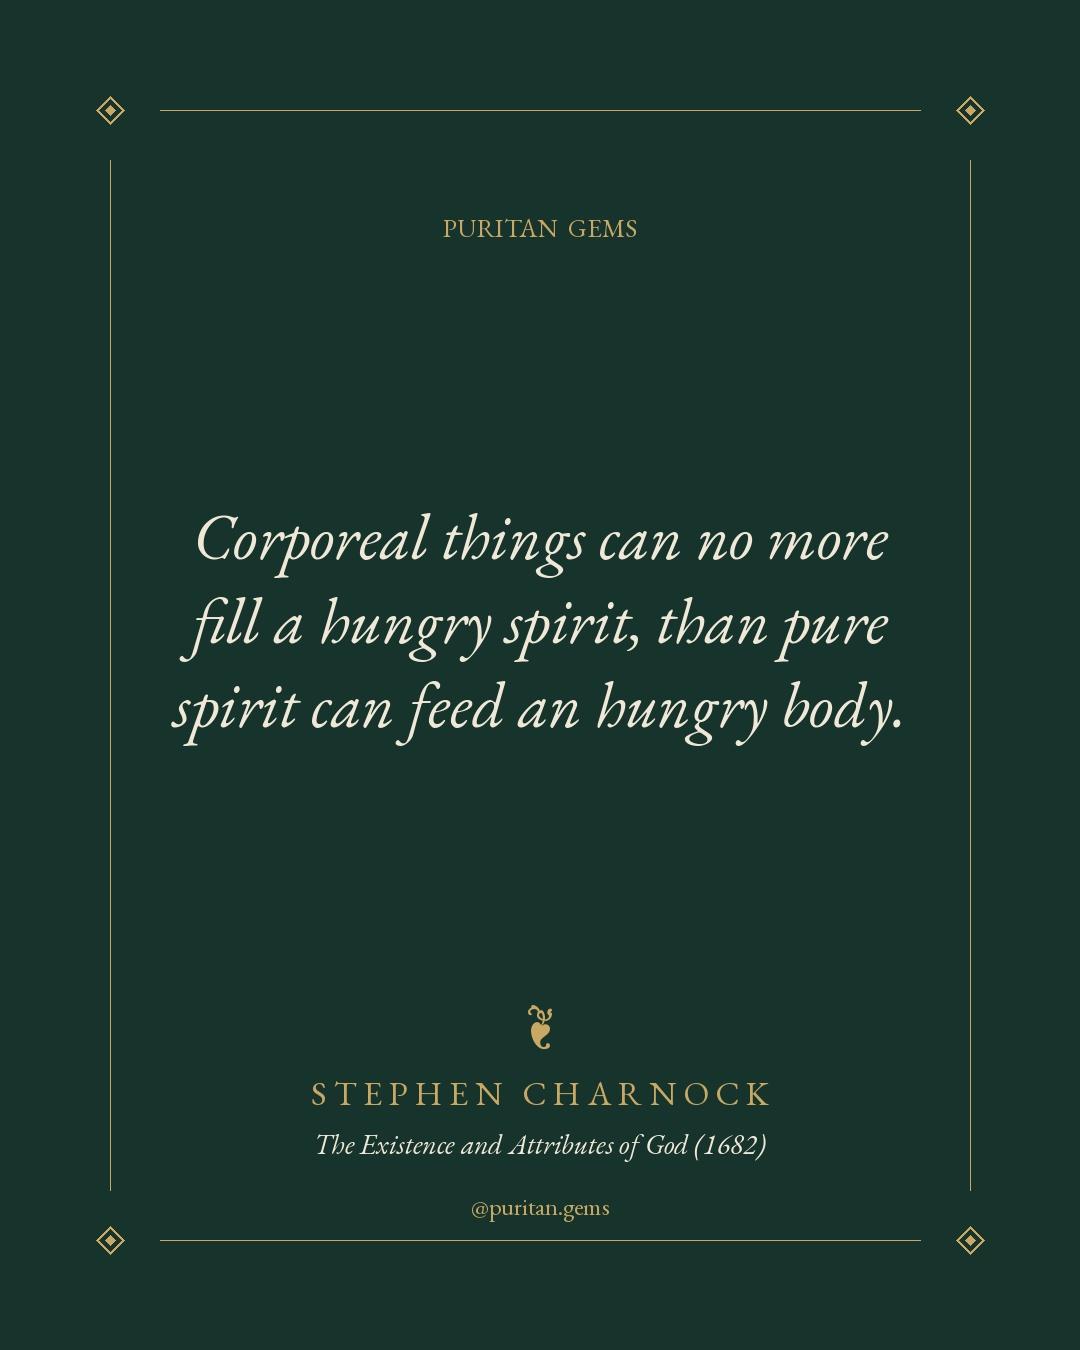 PURITAN GEMS
Corporeal things can no more
fill a hungry spirit, than pure
spirit can feed an hungry body.
STEPHEN CHARNOCK
The Existence and Attributes of God (1682)
@puritan.gems